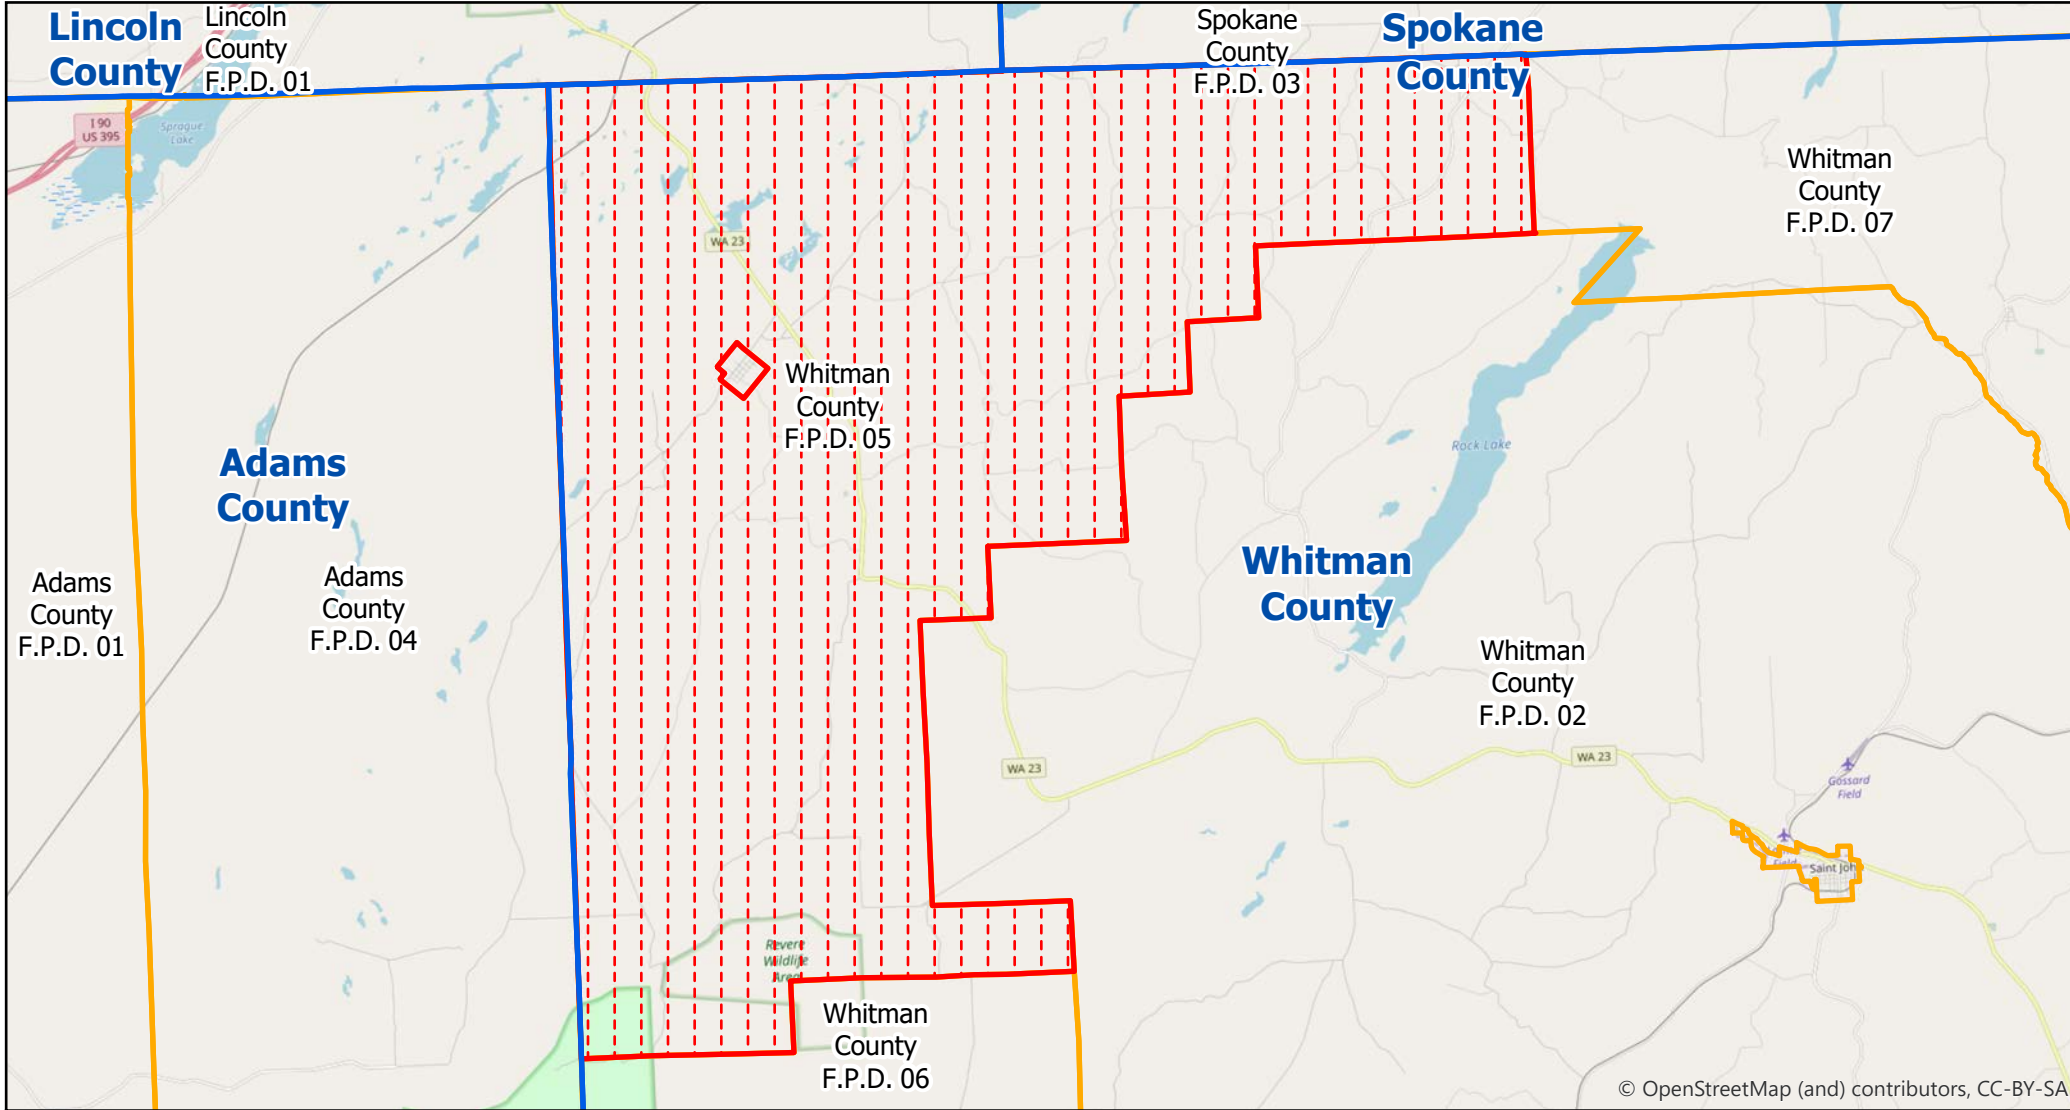 Lincoln
County
Lincoln
County
F.P.D. 01
Spokane
County
F.P.D. 03
Spokane
County
I 90
US 395
Sprague
Lake
Whitman
County
F.P.D. 07
WA 23
Whitman
County
F.P.D. 05
Adams
County
Rock Lake
Adams
County
F.P.D. 01
Adams
County
F.P.D. 04
Whitman
County
Whitman
County
F.P.D. 02
WA 23
WA 23
Gossard
Field
Field
Saint John
Revere
Wildlife
Area
Whitman
County
F.P.D. 06
© OpenStreetMap (and) contributors, CC-BY-SA